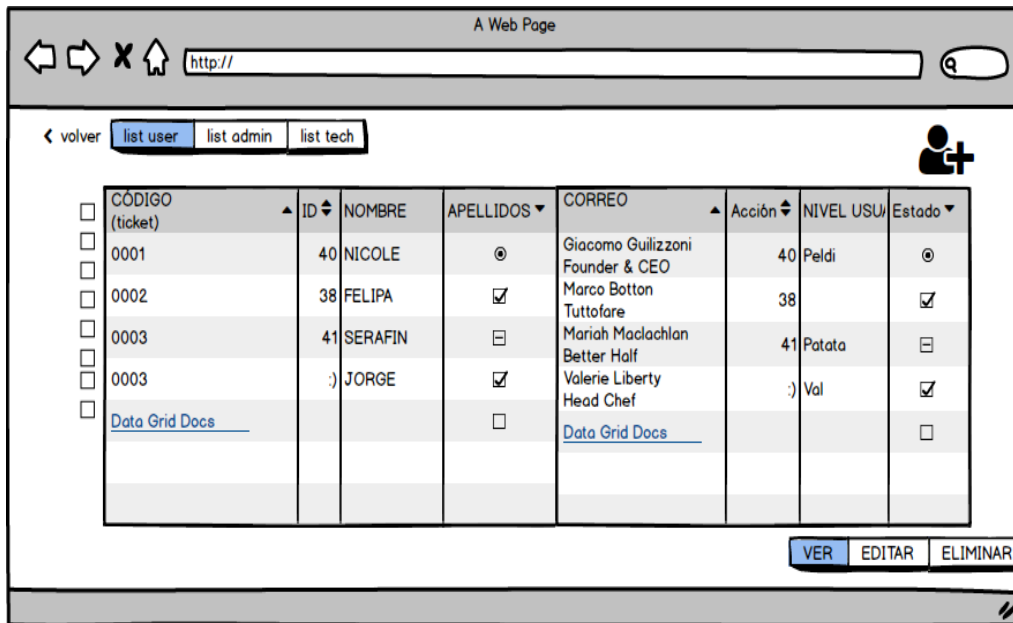 A Web Page
http://
volver list user list admin list tech
CÓDIGO (ticket) ID NOMBRE APELLIDOS CORREO Acción NIVEL USU Estado
0001 40 NICOLE Giacomo Guilizzoni 40 Peldi
Founder & CEO
0002 38 FELIPA Marco Botton 38
Tuttofare
0003 41 SERAFIN Mariah Maclachlan 41 Patata
Better Half
0003 :) JORGE Valerie Liberty :) Val
Head Chef
Data Grid Docs Data Grid Docs
VER EDITAR ELIMINAR